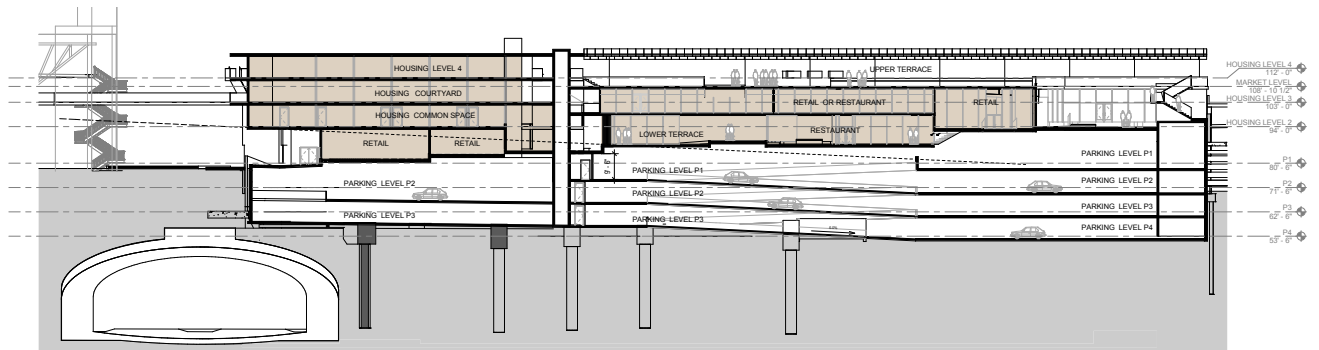 HOUSING LEVEL 4
HOUSING COURTYARD
HOUSING COMMON SPACE
RETAIL
RETAIL
PARKING LEVEL P2
PARKING LEVEL P3
UPPER TERRACE
RETAIL OR RESTAURANT
RETAIL
LOWER TERRACE
RESTAURANT
9' - 6"
PARKING LEVEL P1
PARKING LEVEL P2
PARKING LEVEL P3
PARKING LEVEL P1
PARKING LEVEL P2
PARKING LEVEL P3
PARKING LEVEL P4
HOUSING LEVEL 4
112' - 0"
MARKET LEVEL
108' - 10 1/2"
HOUSING LEVEL 3
103' - 0"
HOUSING LEVEL 2
94' - 0"
P1
80' - 6"
P2
71' - 6"
P3
62' - 6"
P4
53' - 6"